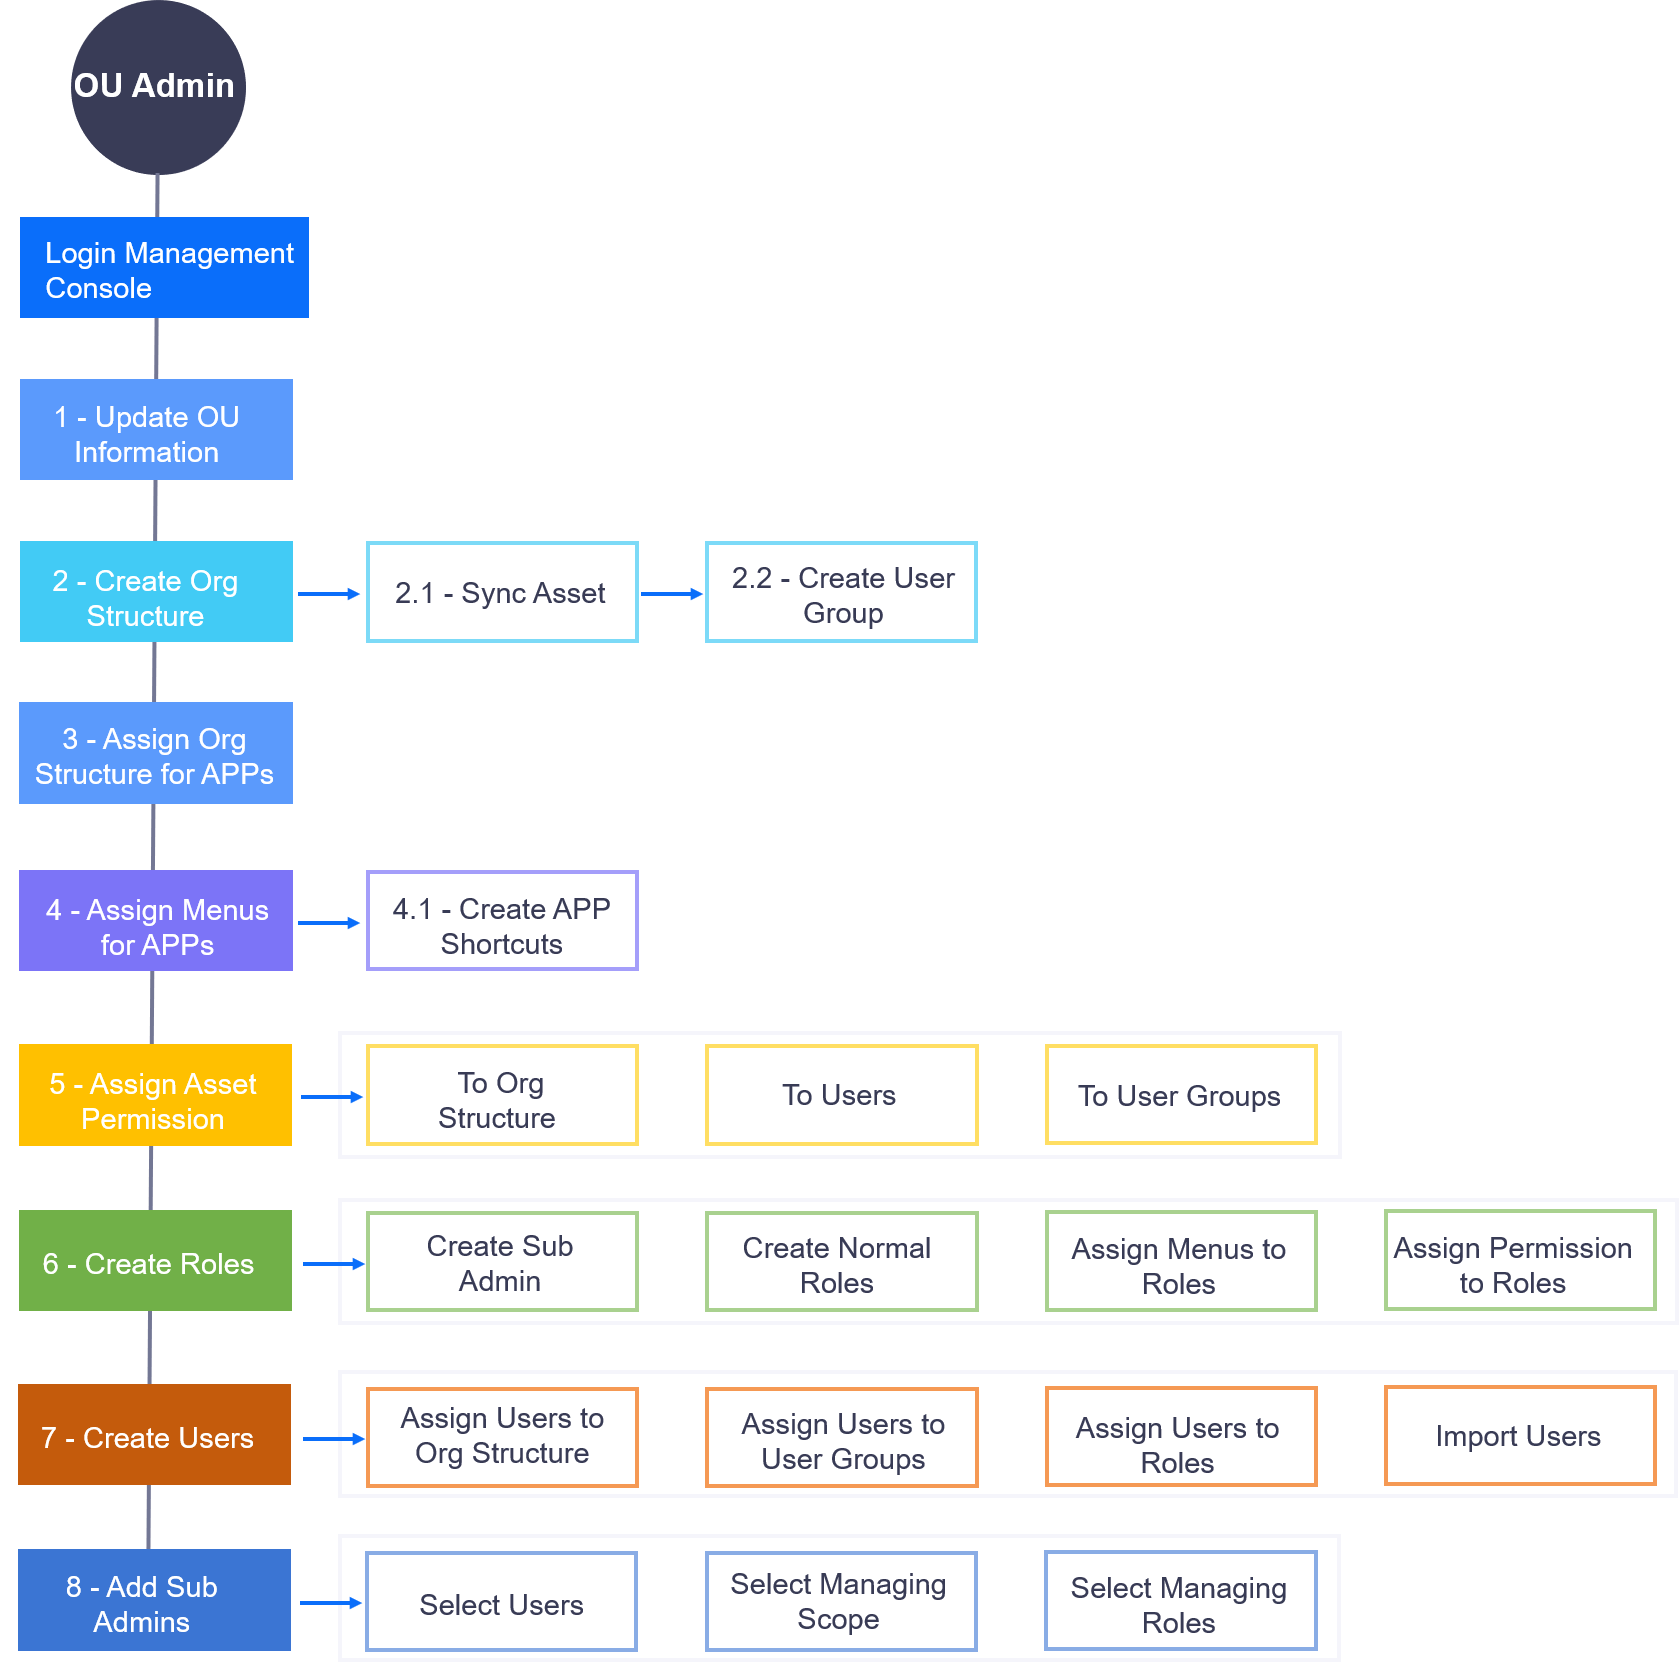 OU Admin
Login Management
Console
1 - Update OU
Information
2 - Create Org
Structure
2.1 - Sync Asset
2.2 - Create User
Group
3 - Assign Org
Structure for APPs
4 - Assign Menus
for APPs
4.1 - Create APP
Shortcuts
5 - Assign Asset
Permission
To Org
Structure
To Users
To User Groups
6 - Create Roles
Create Sub
Admin
Create Normal
Roles
Assign Menus to
Roles
Assign Permission
to Roles
7 - Create Users
Assign Users to
Org Structure
Assign Users to
User Groups
Assign Users to
Roles
Import Users
8 - Add Sub
Admins
Select Users
Select Managing
Scope
Select Managing
Roles